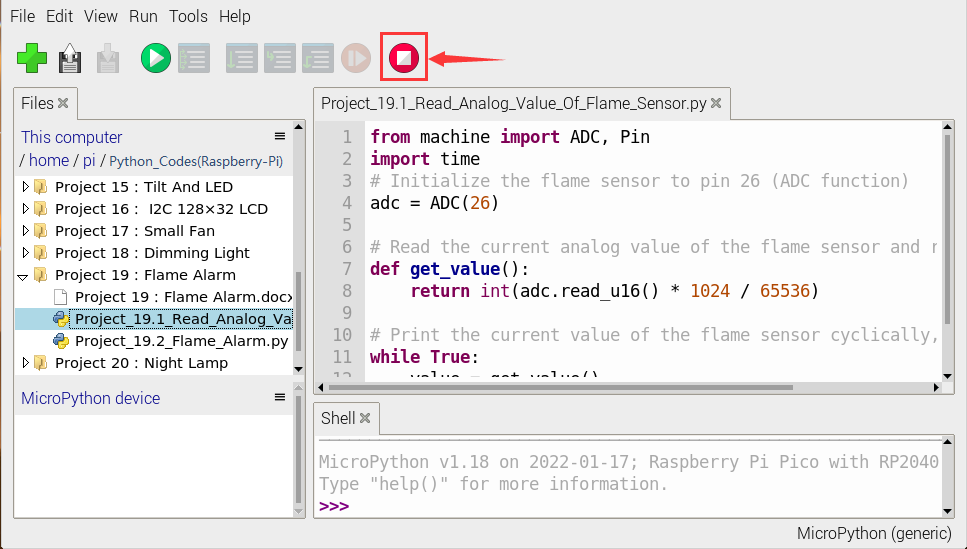 File Edit View Run Tools Help
Files
This computer
/ home / pi / Python_Codes(Raspberry-Pi)
Project 15 : Tilt And LED
Project 16 : I2C 128×32 LCD
Project 17 : Small Fan
Project 18 : Dimming Light
Project 19 : Flame Alarm
Project 19 : Flame Alarm.docx
Project_19.1_Read_Analog_Va
Project_19.2_Flame_Alarm.py
Project 20 : Night Lamp
MicroPython device
Project_19.1_Read_Analog_Value_Of_Flame_Sensor.py
1 from machine import ADC, Pin
2 import time
3 # Initialize the flame sensor to pin 26 (ADC function)
4 adc = ADC(26)
5
6 # Read the current analog value of the flame sensor and r
7 def get_value():
8 return int(adc.read_u16() * 1024 / 65536)
9
10 # Print the current value of the flame sensor cyclically,
11 while True:
12 value = get_value()
Shell
MicroPython v1.18 on 2022-01-17; Raspberry Pi Pico with RP2040
Type "help()" for more information.
>>>
MicroPython (generic)